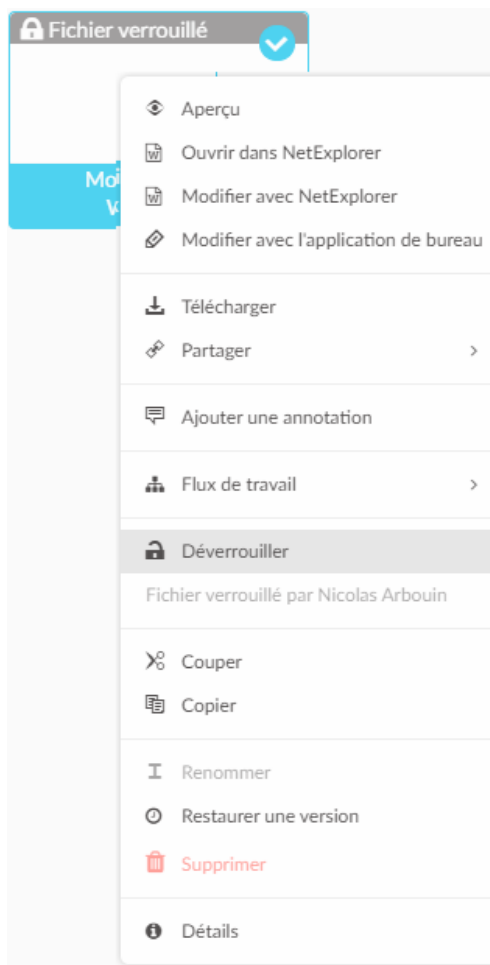 Fichier verrouillé
Aperçu
Ouvrir dans NetExplorer
Modifier avec NetExplorer
Modifier avec l'application de bureau
Télécharger
Partager
Ajouter une annotation
Flux de travail
Déverrouiller
Fichier verrouillé par Nicolas Arbouin
Couper
Copier
Renommer
Restaurer une version
Supprimer
Détails